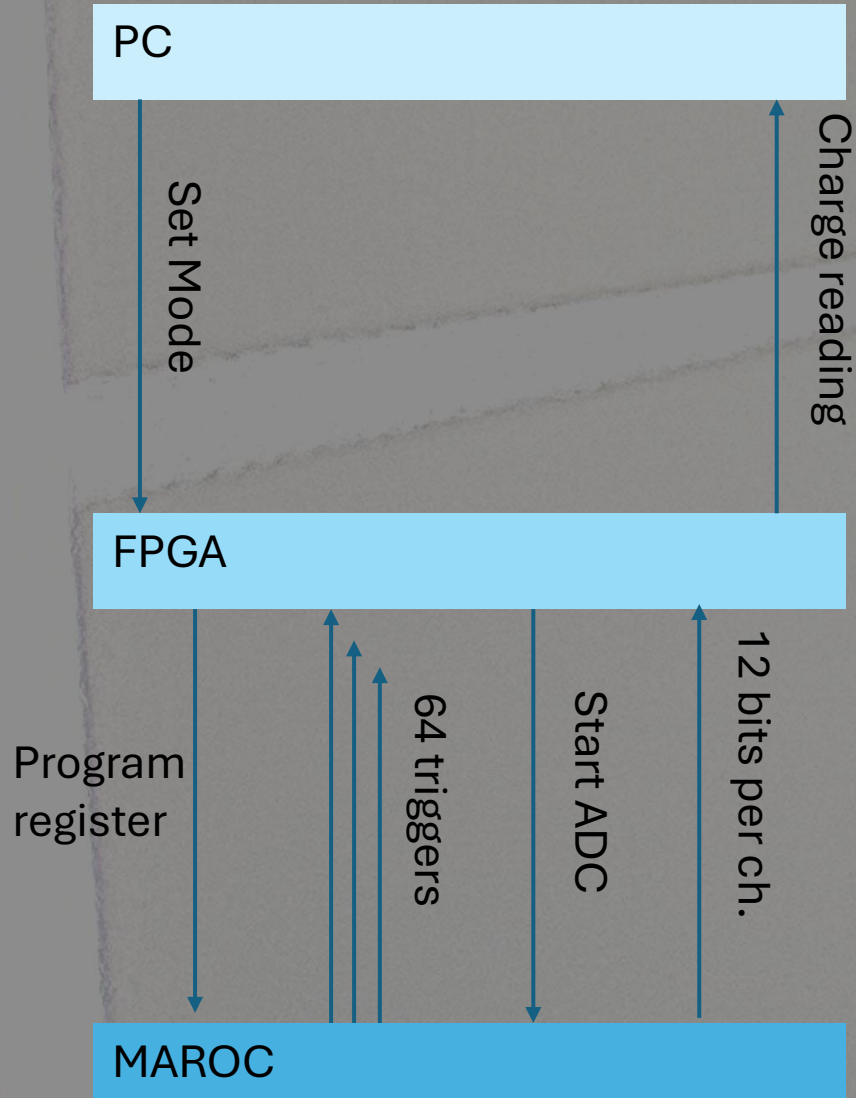 PC
Set Mode
Charge reading
FPGA
Program
register
64 triggers
Start ADC
12 bits per ch.
MAROC